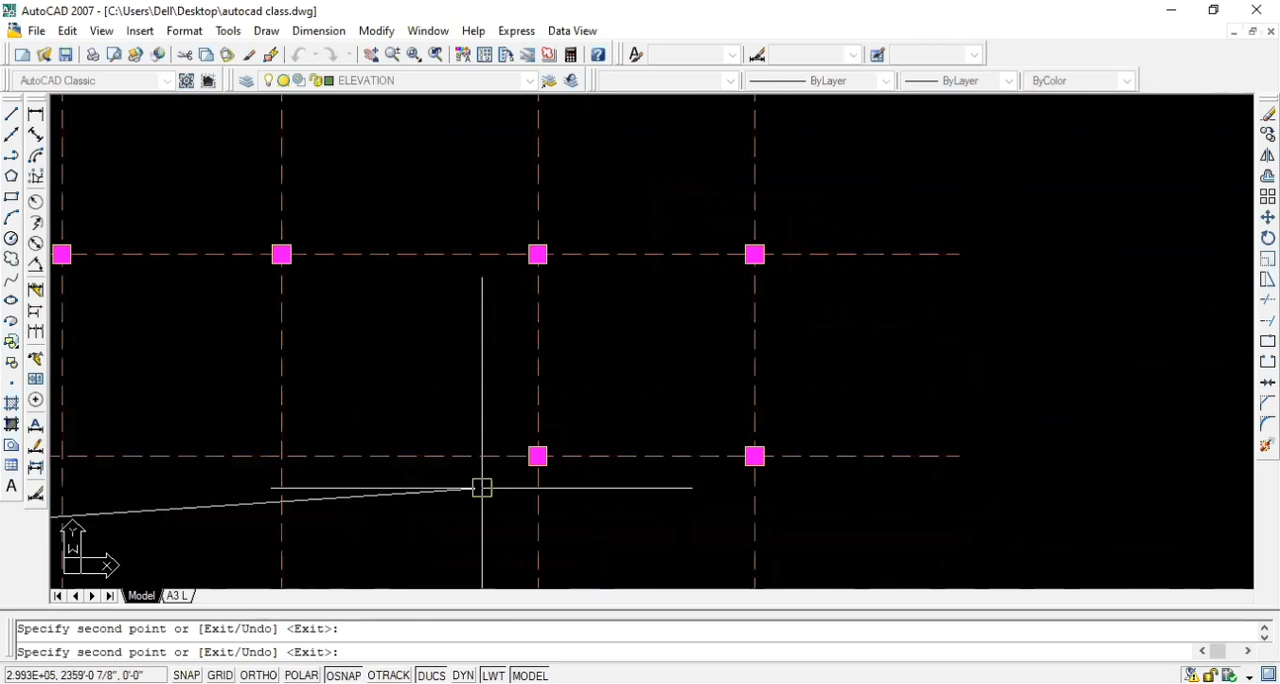 AutoCAD 2007 - [C:\Users\Dell\Desktop\autocad class.dwg]
File Edit View Insert Format Tools Draw Dimension Modify Window Help Express Data View
AutoCAD Classic ELEVATION ByLayer ByLayer ByColor
Y
W
X
Model A3 L
Specify second point or [Exit/Undo] <Exit>:
Specify second point or [Exit/Undo] <Exit>:
2.993E+05, 2359'-0 7/8", 0'-0" SNAP GRID ORTHO POLAR OSNAP OTRACK DUCS DYN LWT MODEL